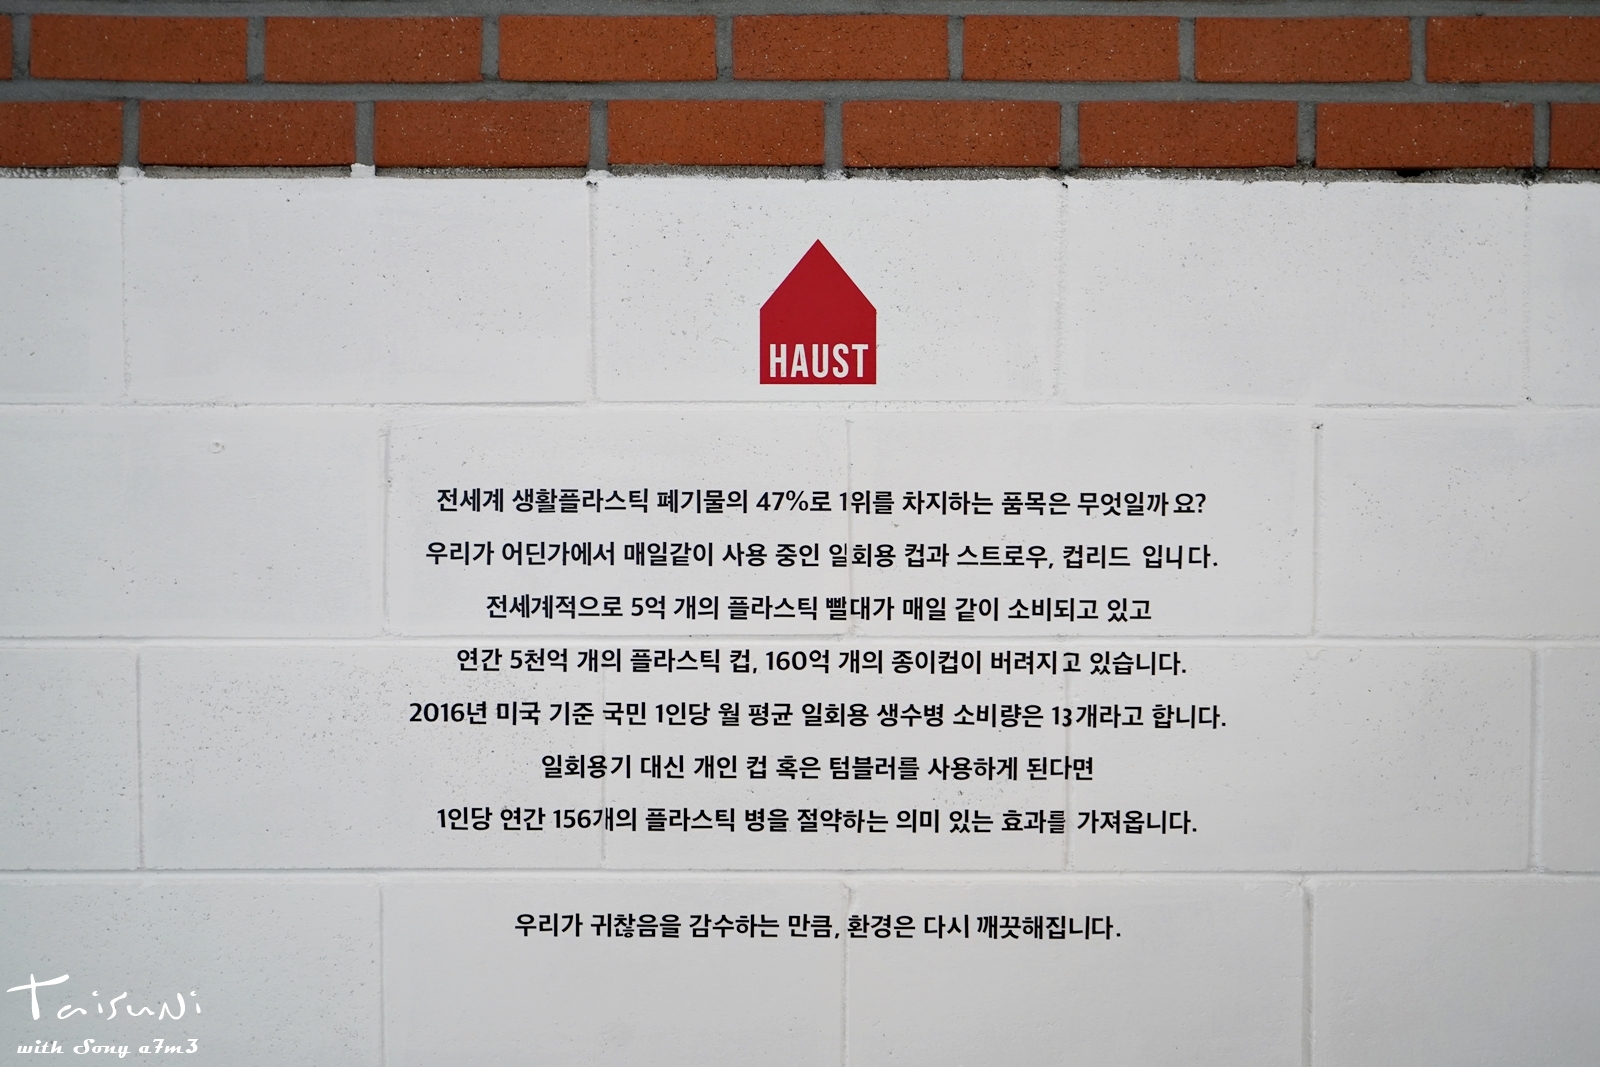 HAUST
전세계 생활플라스틱 폐기물의 47%로 1위를 차지하는 품목은 무엇일까요?
우리가 어딘가에서 매일같이 사용 중인 일회용 컵과 스트로우, 컵리드 입니다.
전세계적으로 5억 개의 플라스틱 빨대가 매일 같이 소비되고 있고
연간 5천억 개의 플라스틱 컵, 160억 개의 종이컵이 버려지고 있습니다.
2016년 미국 기준 국민 1인당 월 평균 일회용 생수병 소비량은 13개라고 합니다.
일회용기 대신 개인 컵 혹은 텀블러를 사용하게 된다면
1인당 연간 156개의 플라스틱 병을 절약하는 의미 있는 효과를 가져옵니다.
우리가 귀찮음을 감수하는 만큼, 환경은 다시 깨끗해집니다.
Taisuni
with Sony a7m3